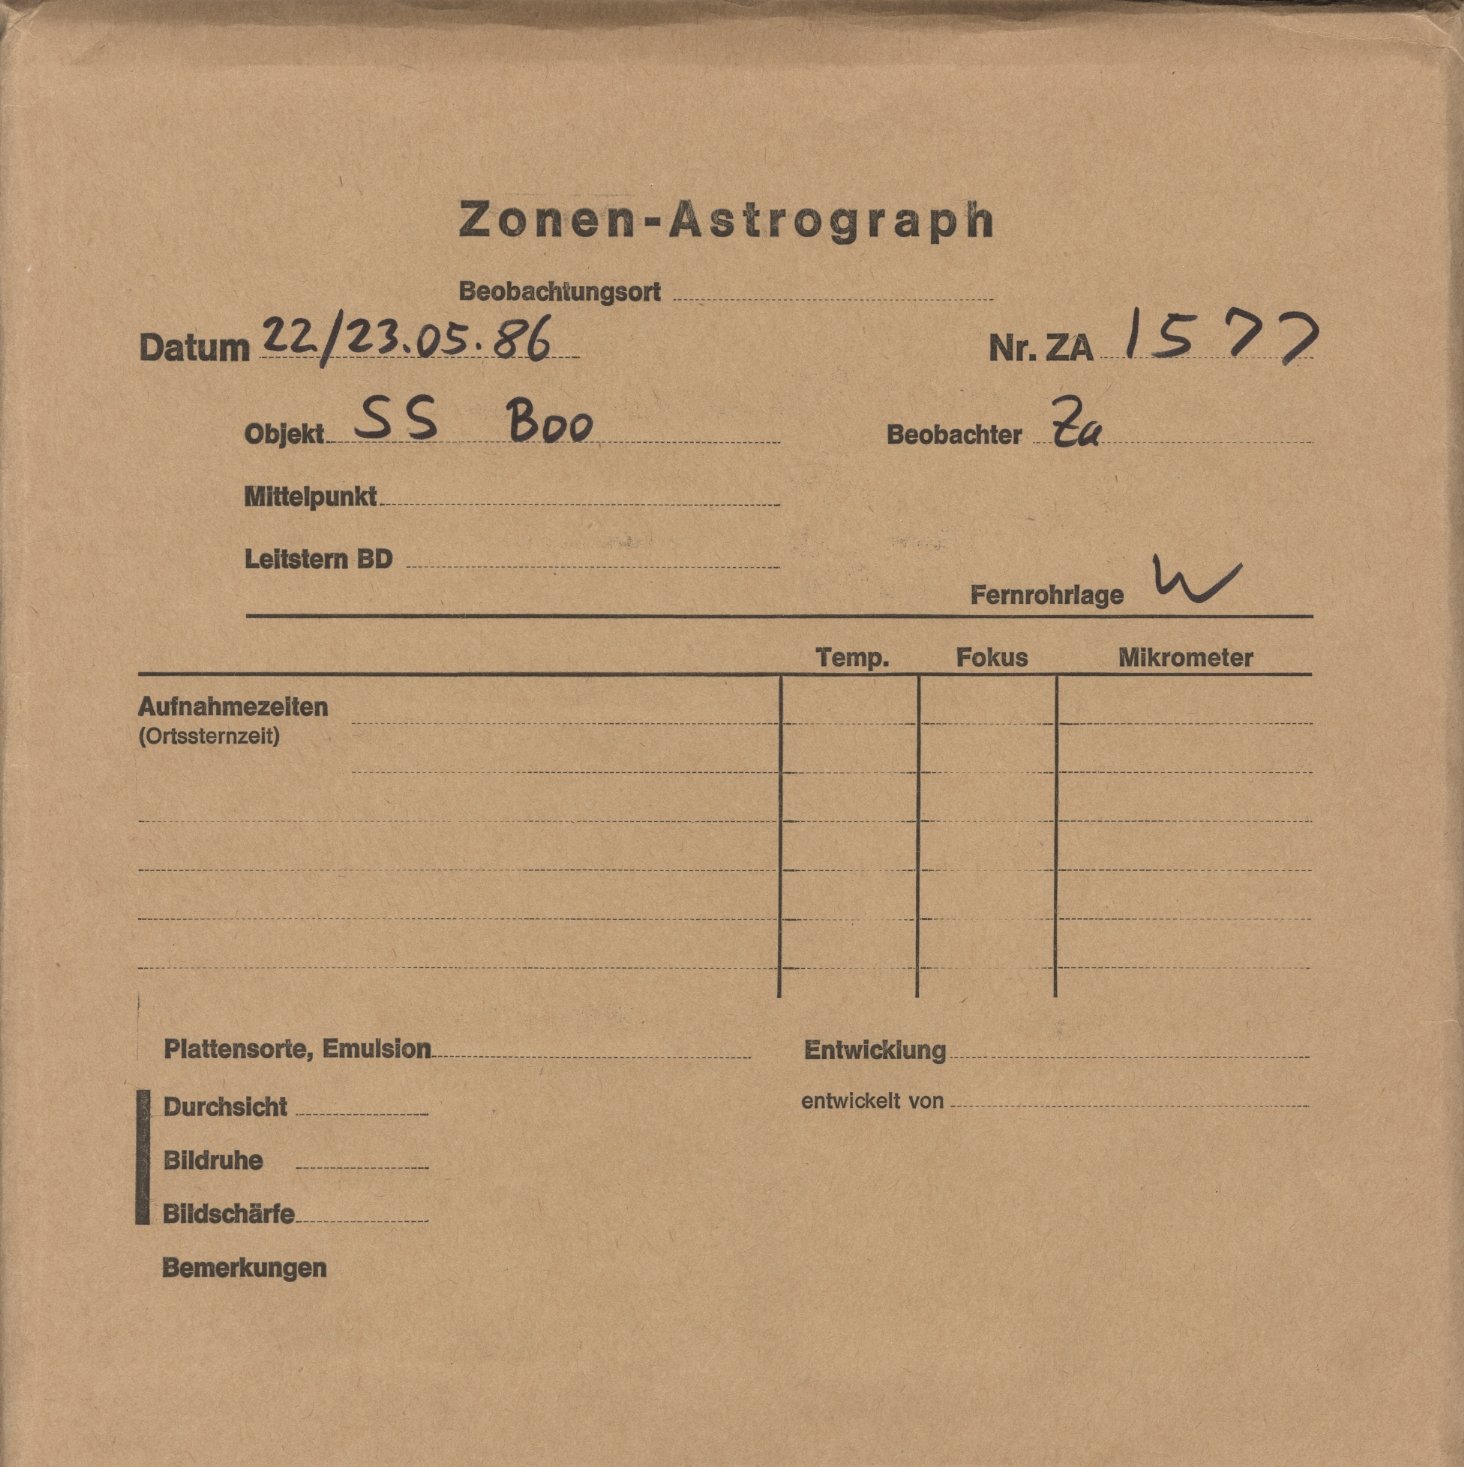 Zonen-Astrograph
Beobachtungsort
Datum 22/23.05.86 Nr. ZA 1577
Objekt SS Boo Beobachter Za
Mittelpunkt
Leitstern BD
Fernrohrlage W
Temp. Fokus Mikrometer
Aufnahmezeiten
(Ortssternzeit)
Plattensorte, Emulsion Entwicklung
Durchsicht entwickelt von
Bildruhe
Bildschärfe
Bemerkungen